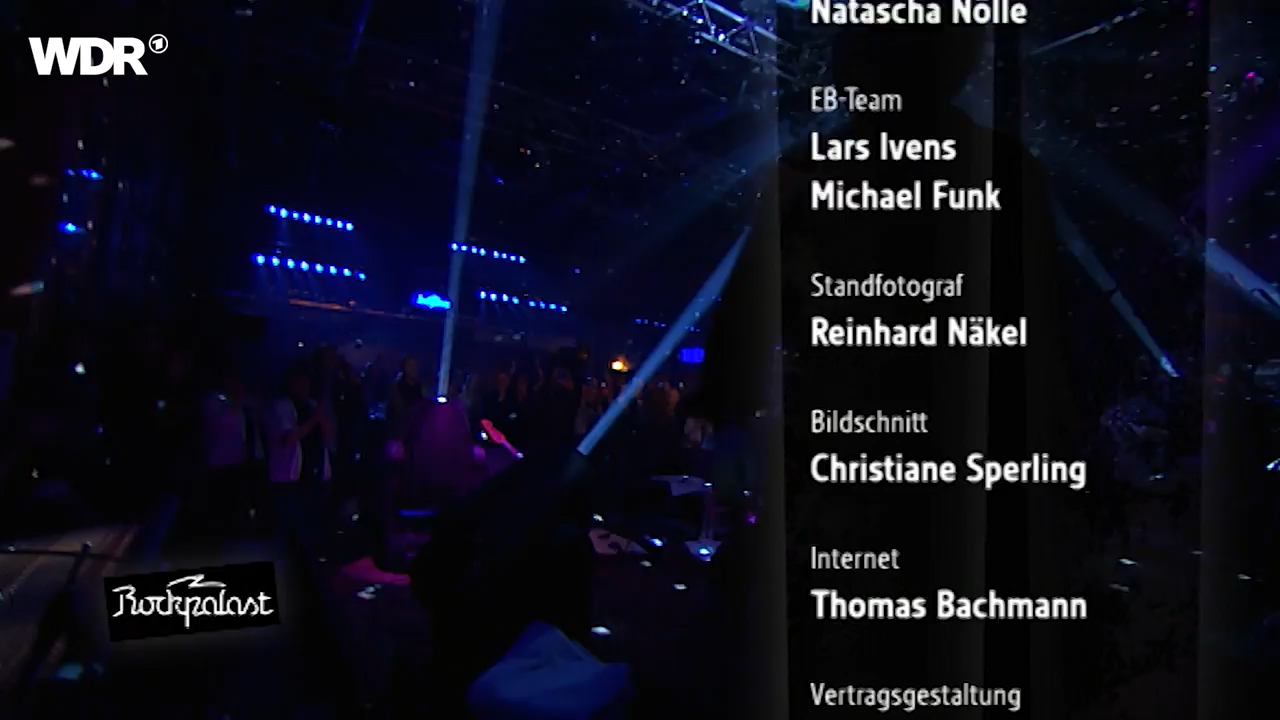 WDR
Natascha Nölle
EB-Team
Lars Ivens
Michael Funk
Standfotograf
Reinhard Näkel
Bildschnitt
Christiane Sperling
Internet
Thomas Bachmann
Vertragsgestaltung
Rockpalast